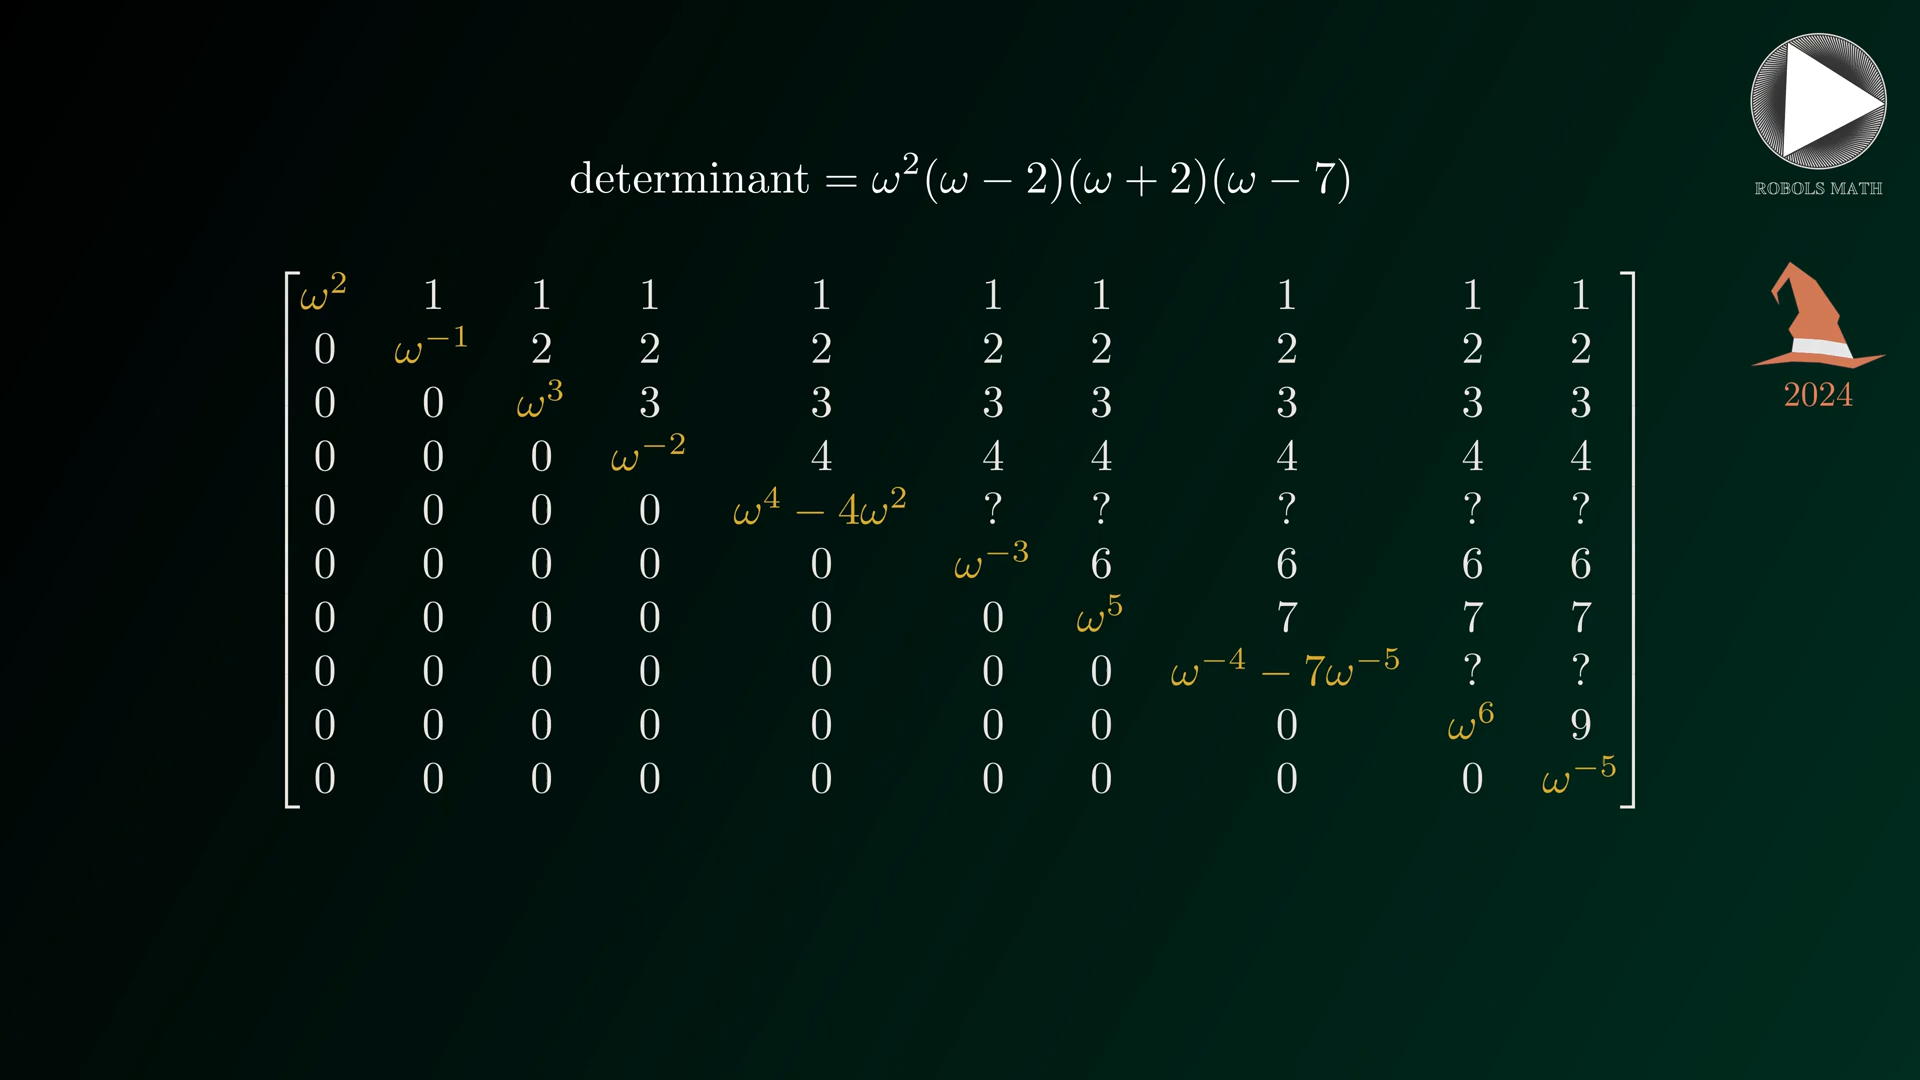 determinant = ω²(ω − 2)(ω + 2)(ω − 7)
ROBOLS MATH
2024
ω² 1 1 1 1 1 1 1 1 1
0 ω⁻¹ 2 2 2 2 2 2 2 2
0 0 ω³ 3 3 3 3 3 3 3
0 0 0 ω⁻² 4 4 4 4 4 4
0 0 0 0 ω⁴ − 4ω² ? ? ? ? ?
0 0 0 0 0 ω⁻³ 6 6 6 6
0 0 0 0 0 0 ω⁵ 7 7 7
0 0 0 0 0 0 0 ω⁻⁴ − 7ω⁻⁵ ? ?
0 0 0 0 0 0 0 0 ω⁶ 9
0 0 0 0 0 0 0 0 0 ω⁻⁵